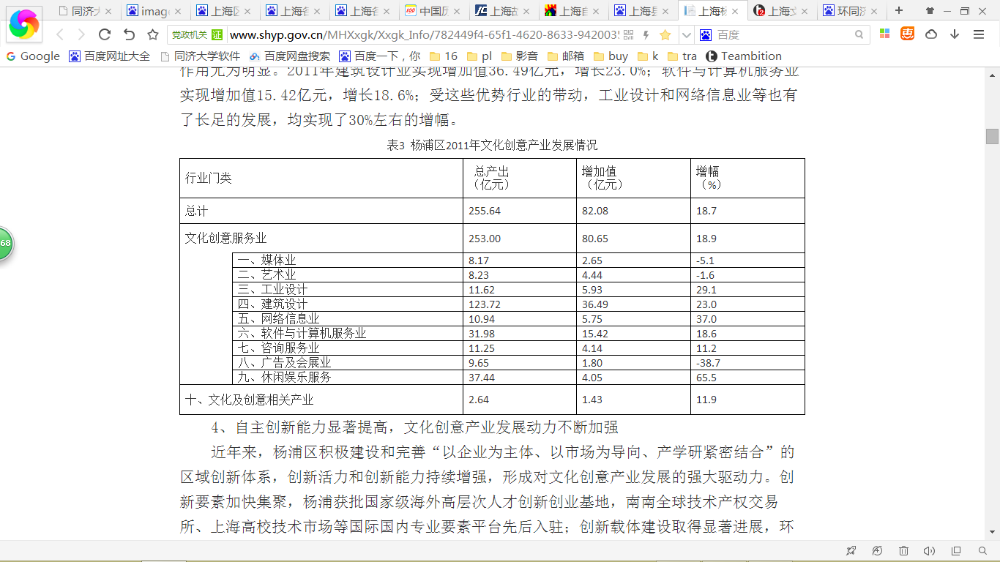 同济大
image
上海区
上海各
上海各
中国历
上海故
上海自
上海县
上海杨
上海文
环同济
党政机关 证 www.shyp.gov.cn/MHXxgk/Xxgk_Info/782449f4-65f1-4620-8633-942003 百度 惠
Google 百度网址大全 同济大学软件 百度网盘搜索 百度一下，你 16 pl 影音 邮箱 buy k tra Teambition
作用尤为明显。2011年建筑设计业实现增加值36.49亿元，增长23.0%；软件与计算机服务业
实现增加值15.42亿元，增长18.6%；受这些优势行业的带动，工业设计和网络信息业等也有
了长足的发展，均实现了30%左右的增幅。
表3 杨浦区2011年文化创意产业发展情况
行业门类 总产出（亿元） 增加值（亿元） 增幅（%）
总计 255.64 82.08 18.7
文化创意服务业 253.00 80.65 18.9
一、媒体业 8.17 2.65 -5.1
二、艺术业 8.23 4.44 -1.6
三、工业设计 11.62 5.93 29.1
四、建筑设计 123.72 36.49 23.0
五、网络信息业 10.94 5.75 37.0
六、软件与计算机服务业 31.98 15.42 18.6
七、咨询服务业 11.25 4.14 11.2
八、广告及会展业 9.65 1.80 -38.7
九、休闲娱乐服务 37.44 4.05 65.5
十、文化及创意相关产业 2.64 1.43 11.9
68
4、自主创新能力显著提高，文化创意产业发展动力不断加强
近年来，杨浦区积极建设和完善“以企业为主体、以市场为导向、产学研紧密结合”的
区域创新体系，创新活力和创新能力持续增强，形成对文化创意产业发展的强大驱动力。创
新要素加快集聚，杨浦获批国家级海外高层次人才创新创业基地，南南全球技术产权交易
所、上海高校技术市场等国际国内专业要素平台先后入驻；创新载体建设取得显著进展，环